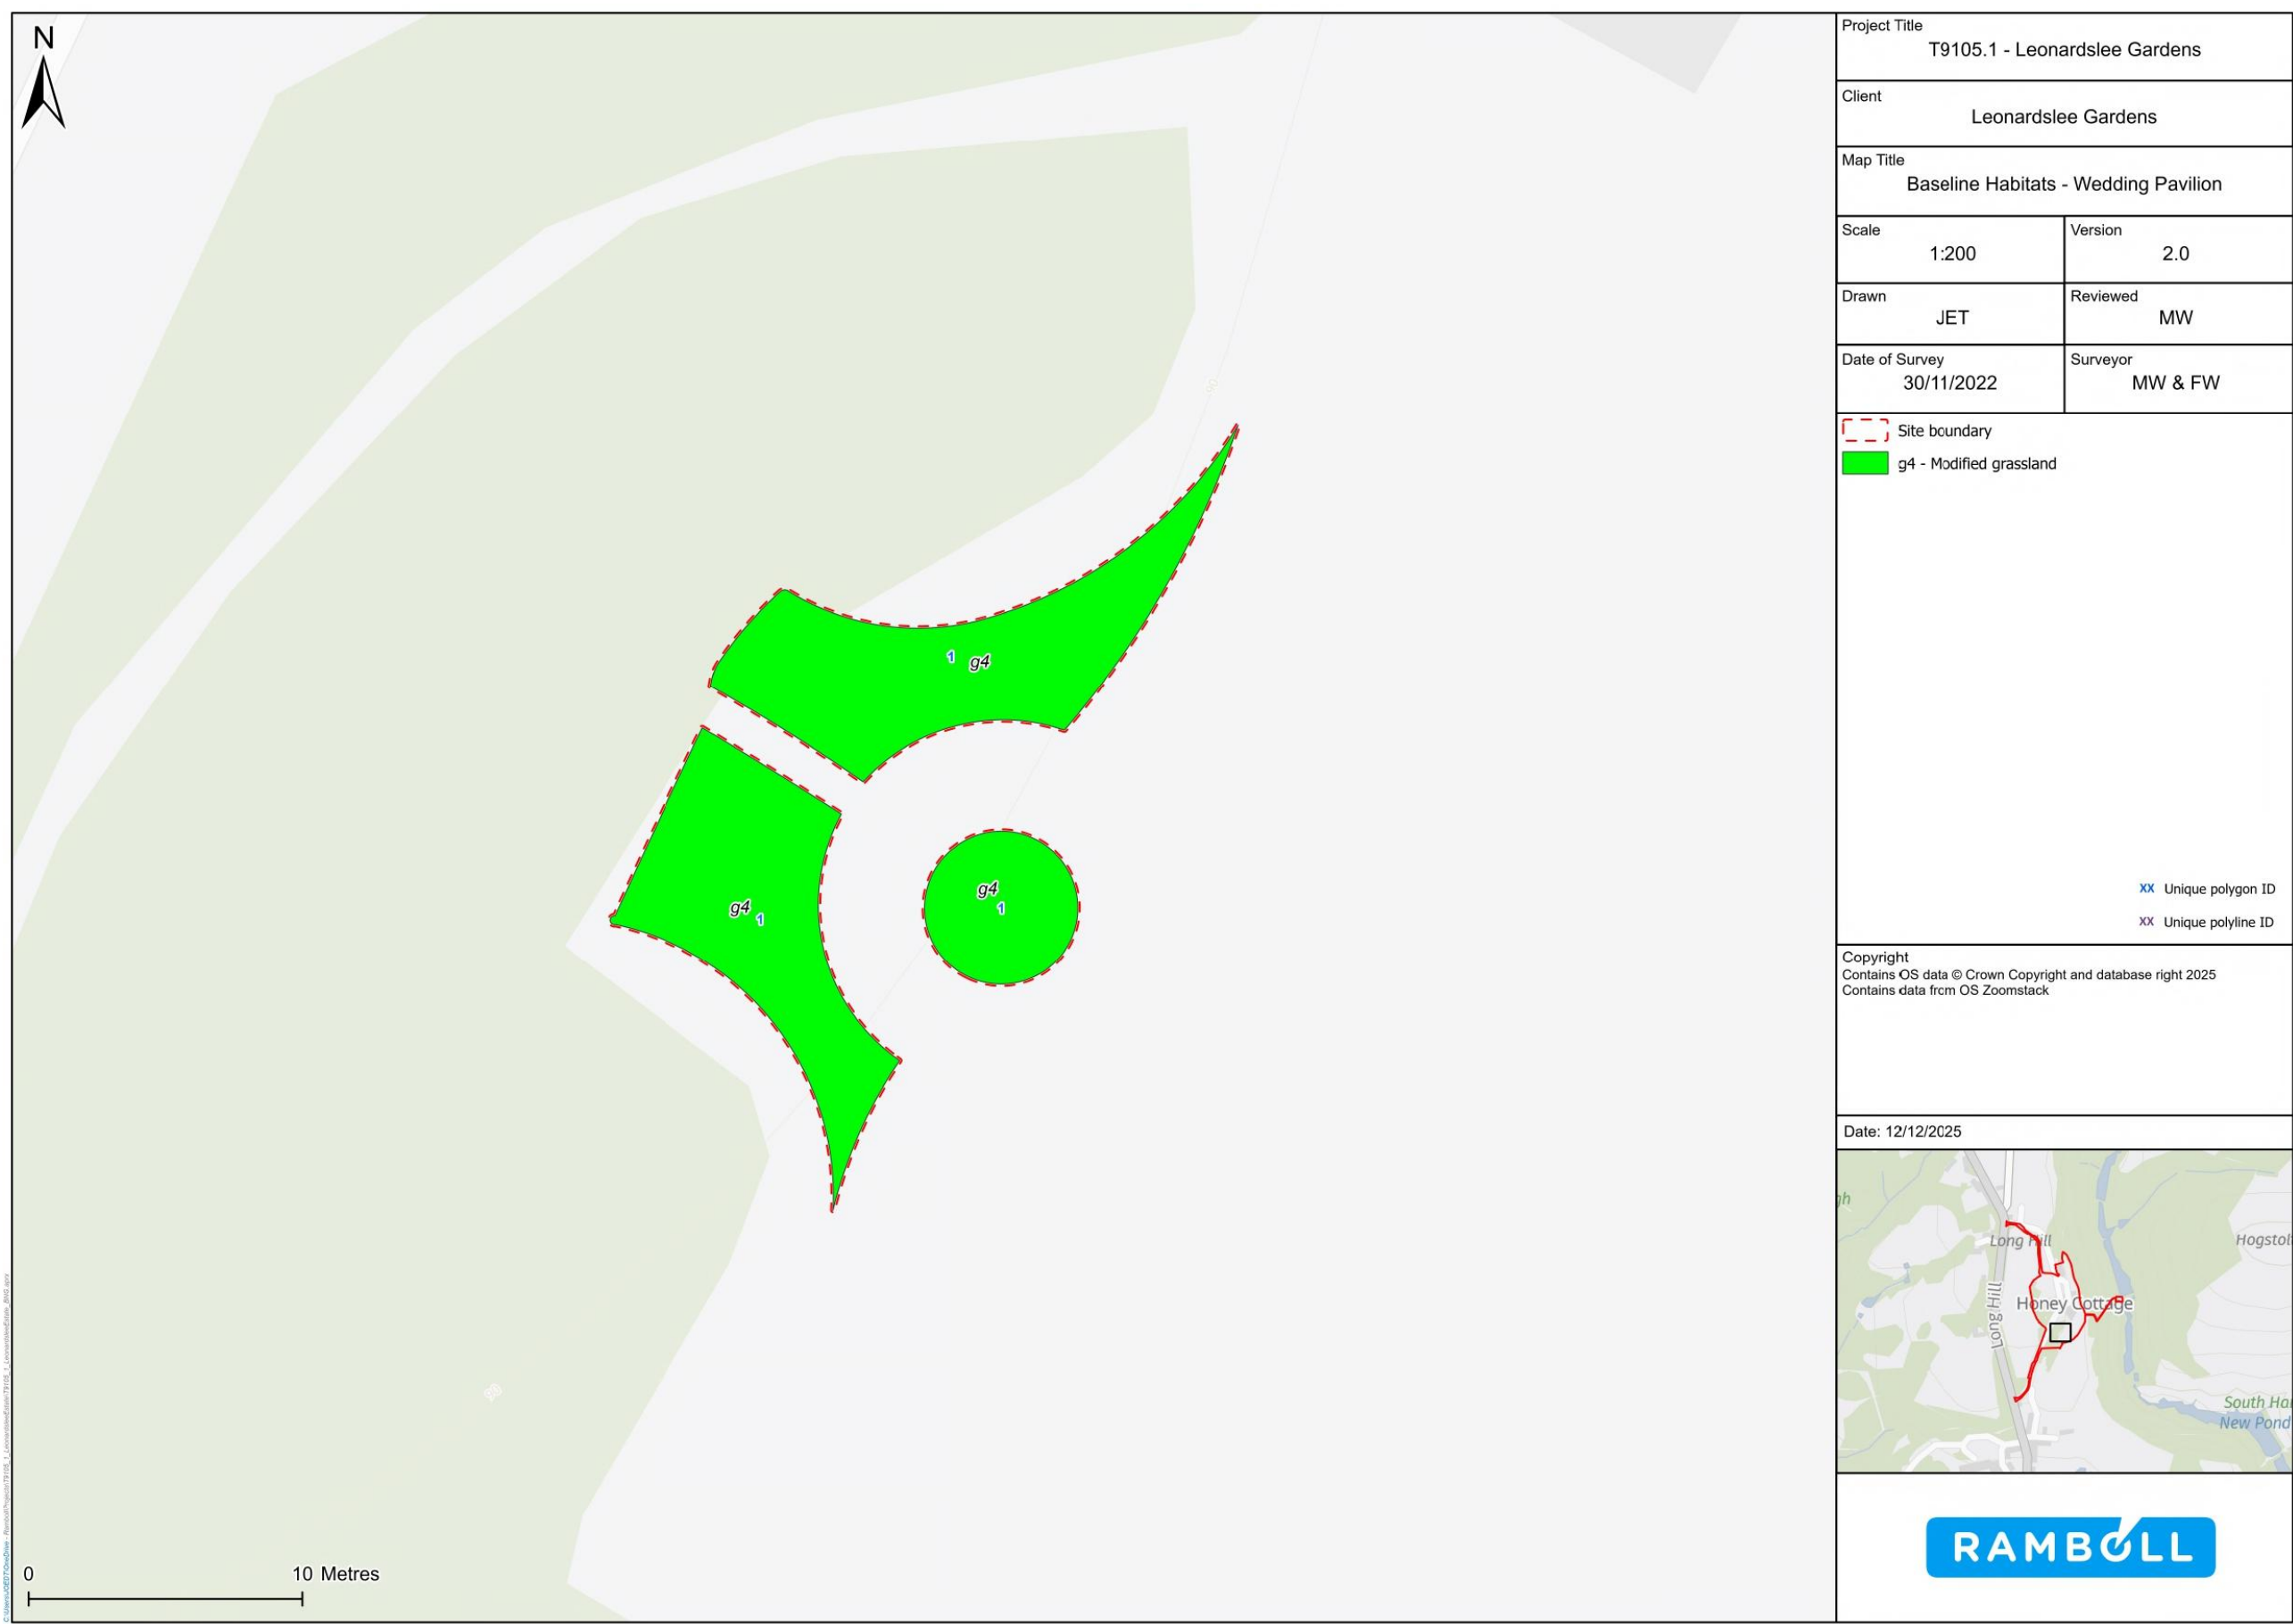 N
Project Title
T9105.1 - Leonardslee Gardens
Client
Leonardslee Gardens
Map Title
Baseline Habitats - Wedding Pavilion
Scale
1:200
Version
2.0
Drawn
JET
Reviewed
MW
Date of Survey
30/11/2022
Surveyor
MW & FW
Site boundary
g4 - Modified grassland
90
1 g4
g4 1
g4
1
XX Unique polygon ID
XX Unique polyline ID
Copyright
Contains OS data © Crown Copyright and database right 2025
Contains data from OS Zoomstack
Date: 12/12/2025
gh
Long Hill
Hogstol
Long Hill
Honey Cottage
South Ha
New Pond
90
0 10 Metres
RAMBOLL